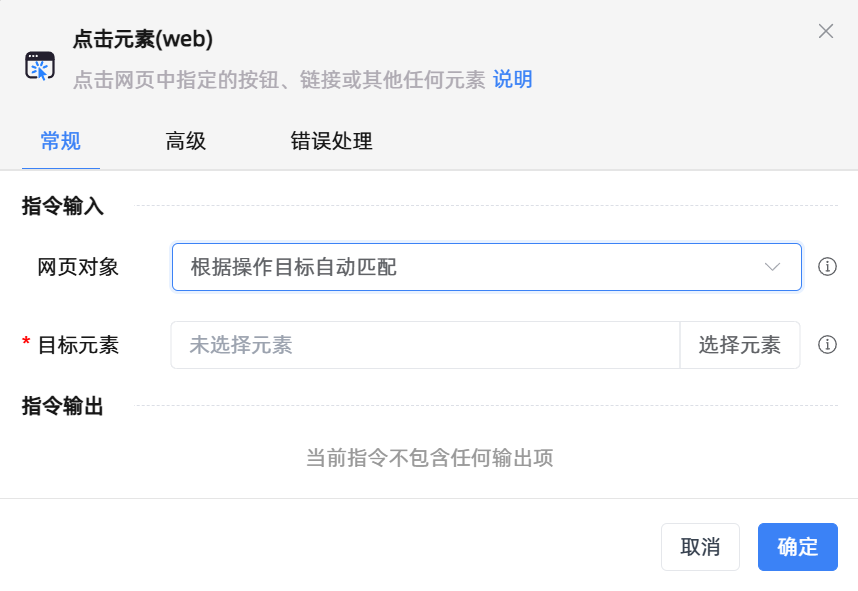 点击元素(web)
点击网页中指定的按钮、链接或其他任何元素 说明
常规 高级 错误处理
指令输入
网页对象 根据操作目标自动匹配
* 目标元素 未选择元素 选择元素
指令输出
当前指令不包含任何输出项
取消 确定